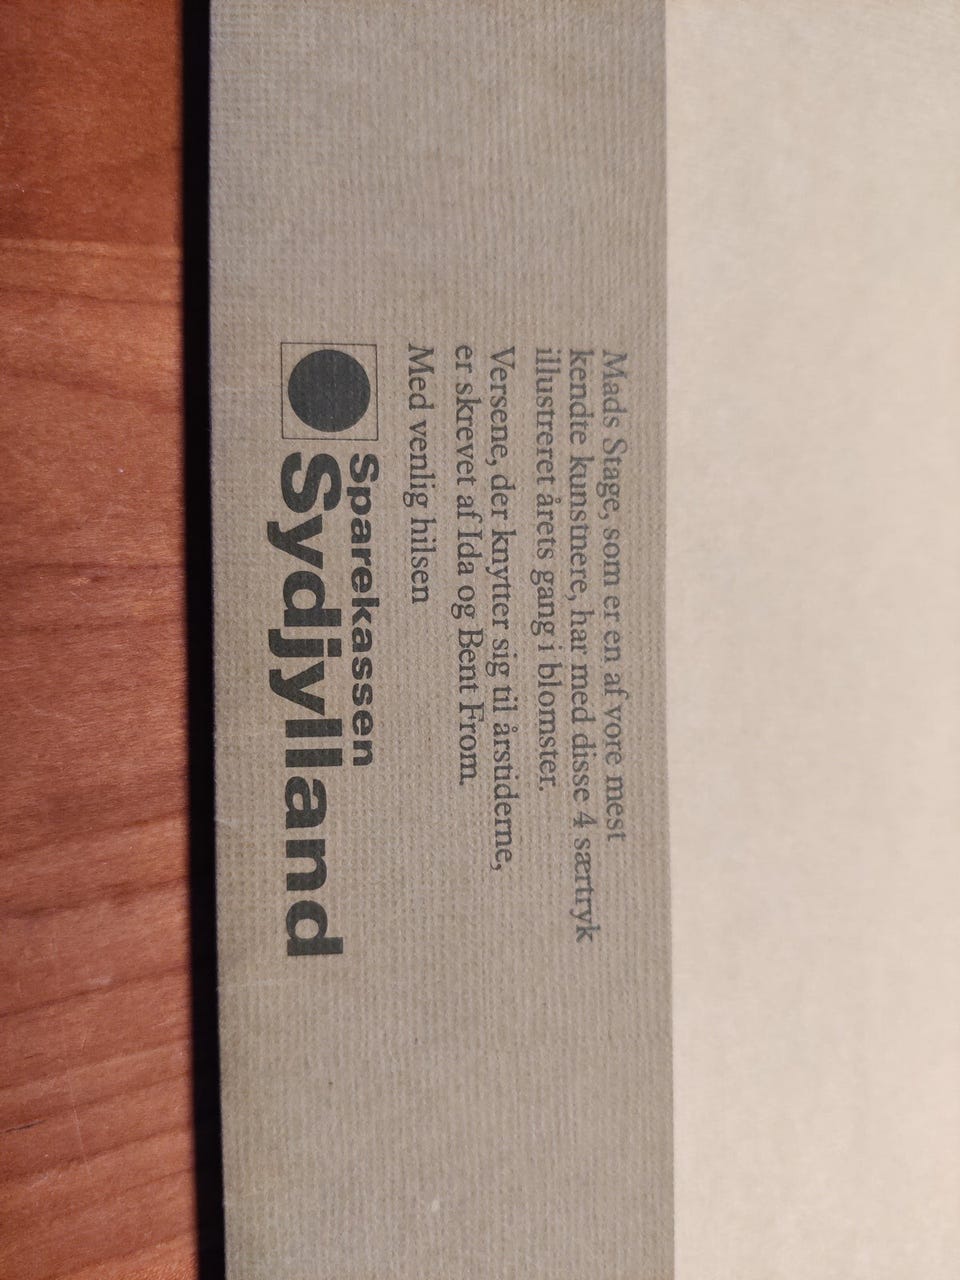 Mads Stage, som er en af vore mest
kendte kunstnere, har med disse 4 særtryk
illustreret årets gang i blomster.
Versene, der knytter sig til årstiderne,
er skrevet af Ida og Bent From.
Med venlig hilsen
Sparekassen
Sydjylland